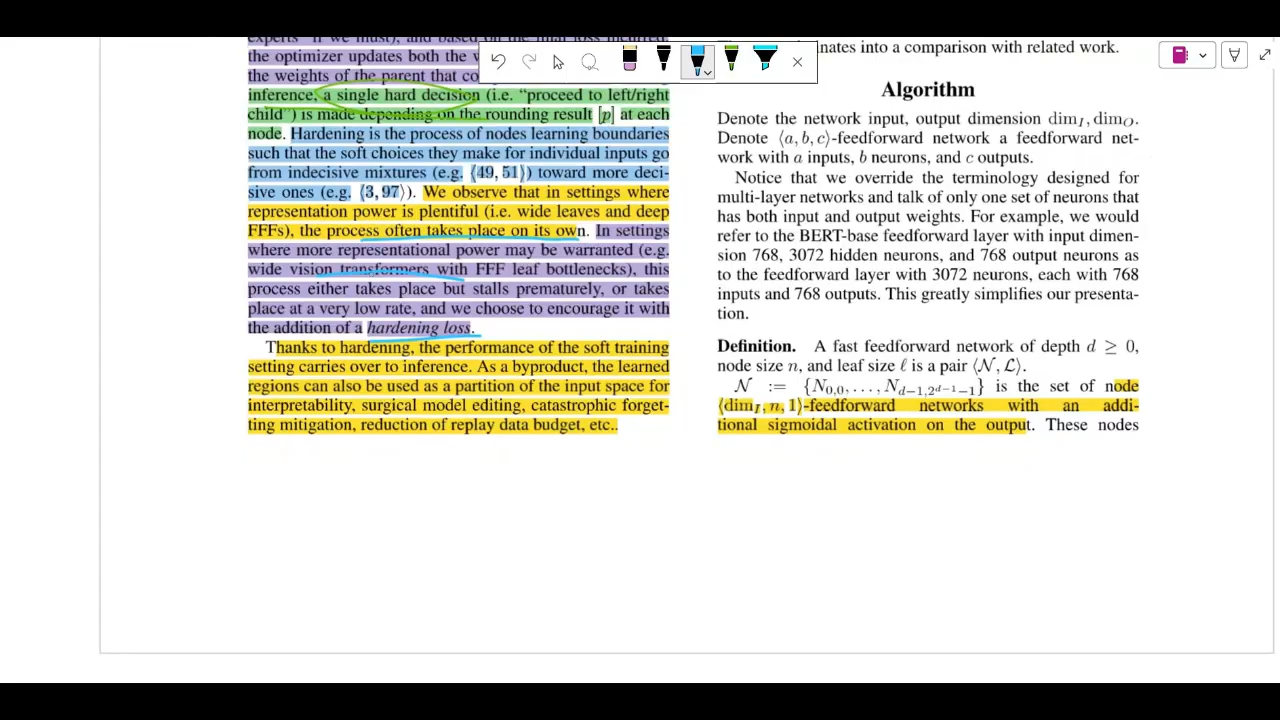 experts" if we must), and based on the final loss incurred,
the optimizer updates both the w
the weights of the parent that co
inference, a single hard decision (i.e. “proceed to left/right
child”) is made depending on the rounding result [p] at each
node. Hardening is the process of nodes learning boundaries
such that the soft choices they make for individual inputs go
from indecisive mixtures (e.g. ⟨49, 51⟩) toward more deci-
sive ones (e.g. ⟨3, 97⟩). We observe that in settings where
representation power is plentiful (i.e. wide leaves and deep
FFFs), the process often takes place on its own. In settings
where more representational power may be warranted (e.g.
wide vision transformers with FFF leaf bottlenecks), this
process either takes place but stalls prematurely, or takes
place at a very low rate, and we choose to encourage it with
the addition of a hardening loss.
Thanks to hardening, the performance of the soft training
setting carries over to inference. As a byproduct, the learned
regions can also be used as a partition of the input space for
interpretability, surgical model editing, catastrophic forget-
ting mitigation, reduction of replay data budget, etc..
inates into a comparison with related work.
Algorithm
Denote the network input, output dimension dim_I, dim_O.
Denote ⟨a, b, c⟩-feedforward network a feedforward net-
work with a inputs, b neurons, and c outputs.
Notice that we override the terminology designed for
multi-layer networks and talk of only one set of neurons that
has both input and output weights. For example, we would
refer to the BERT-base feedforward layer with input dimen-
sion 768, 3072 hidden neurons, and 768 output neurons as
to the feedforward layer with 3072 neurons, each with 768
inputs and 768 outputs. This greatly simplifies our presenta-
tion.
Definition. A fast feedforward network of depth d ≥ 0,
node size n, and leaf size ℓ is a pair ⟨𝒩, ℒ⟩.
𝒩 := {N_{0,0}, . . . , N_{d−1,2^{d−1}−1}} is the set of node
⟨dim_I, n, 1⟩-feedforward networks with an addi-
tional sigmoidal activation on the output. These nodes